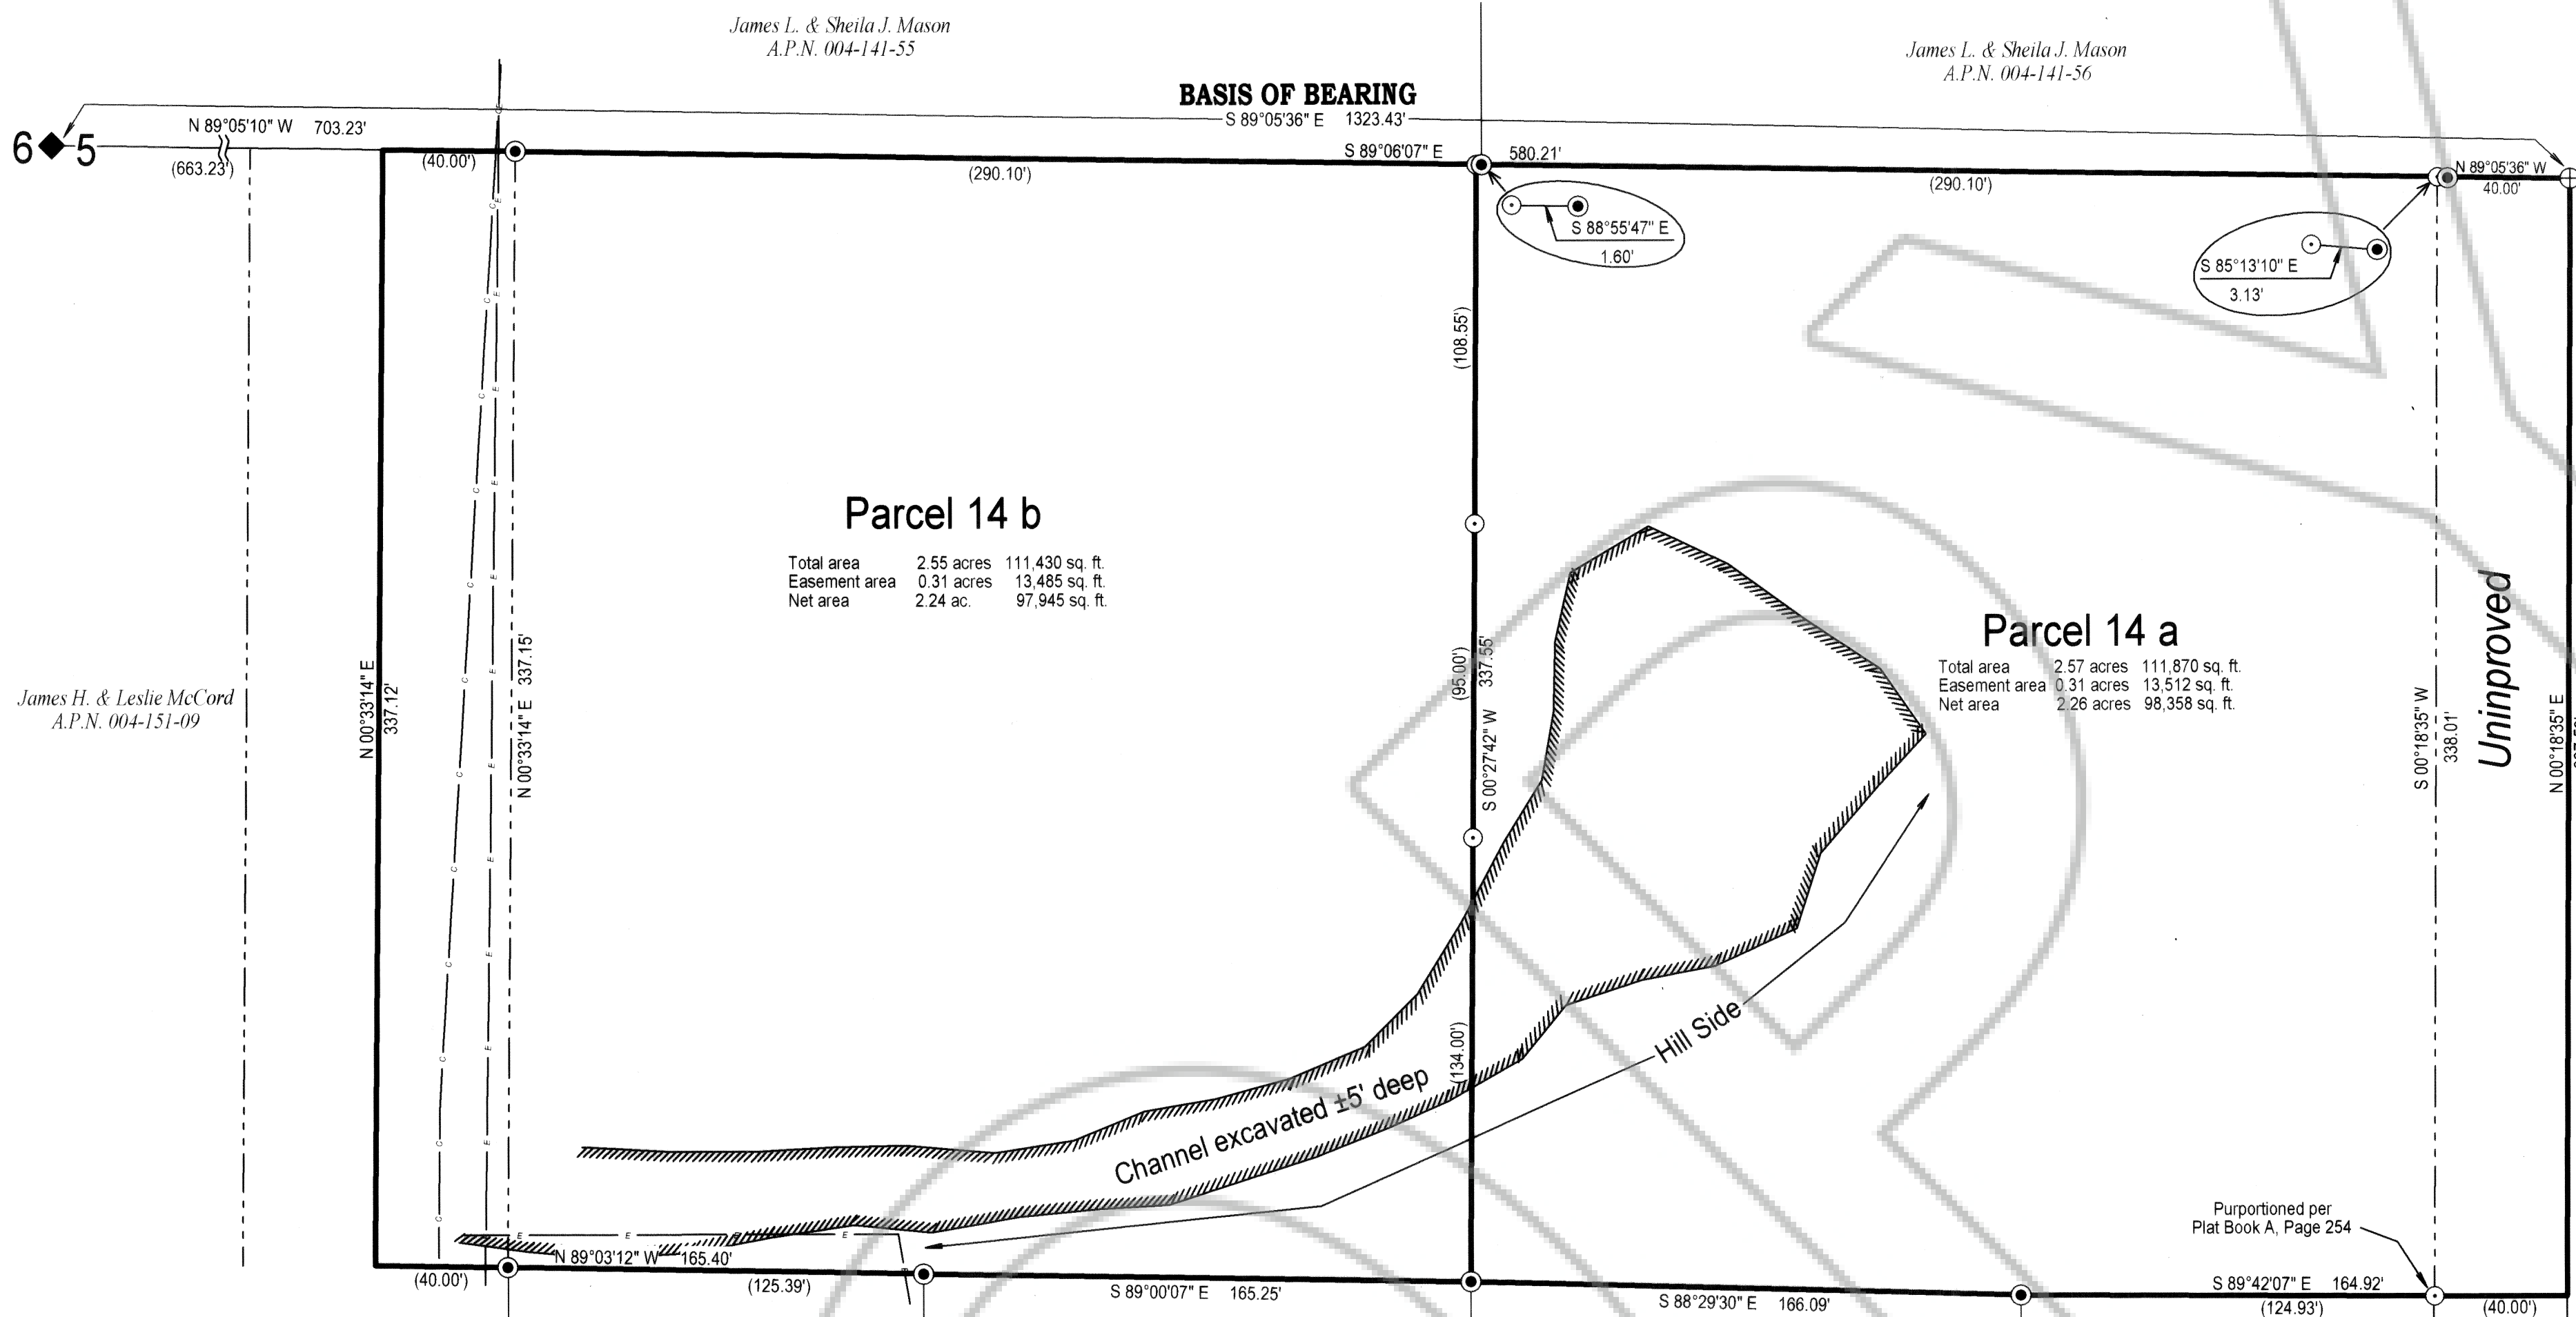 James L. & Sheila J. Mason
A.P.N. 004-141-55
James L. & Sheila J. Mason
A.P.N. 004-141-56
BASIS OF BEARING
S 89°05'36" E 1323.43'
6 5
N 89°05'10" W 703.23'
(663.23')
(40.00')
(290.10')
S 89°06'07" E 580.21'
(290.10')
N 89°05'36" W
40.00'
S 88°55'47" E
1.60'
S 85°13'10" E
3.13'
(108.55')
Parcel 14 b
Total area 2.55 acres 111,430 sq. ft.
Easement area 0.31 acres 13,485 sq. ft.
Net area 2.24 ac. 97,945 sq. ft.
Parcel 14 a
Total area 2.57 acres 111,870 sq. ft.
Easement area 0.31 acres 13,512 sq. ft.
Net area 2.26 acres 98,358 sq. ft.
James H. & Leslie McCord
A.P.N. 004-151-09
N 00°33'14" E
337.12'
N 00°33'14" E 337.15'
(95.00')
S 00°27'42" W 337.55'
S 00°18'35" W
338.01'
Uninproved
N 00°18'35" E
(134.00')
Hill Side
Channel excavated ±5' deep
Purportioned per
Plat Book A, Page 254
N 89°03'12" W 165.40'
(40.00')
(125.39')
S 89°00'07" E 165.25'
S 88°29'30" E 166.09'
S 89°42'07" E 164.92'
(124.93')
(40.00')
C C C C C C C C C C C C
E E E E E E E E E E E E
E E E E